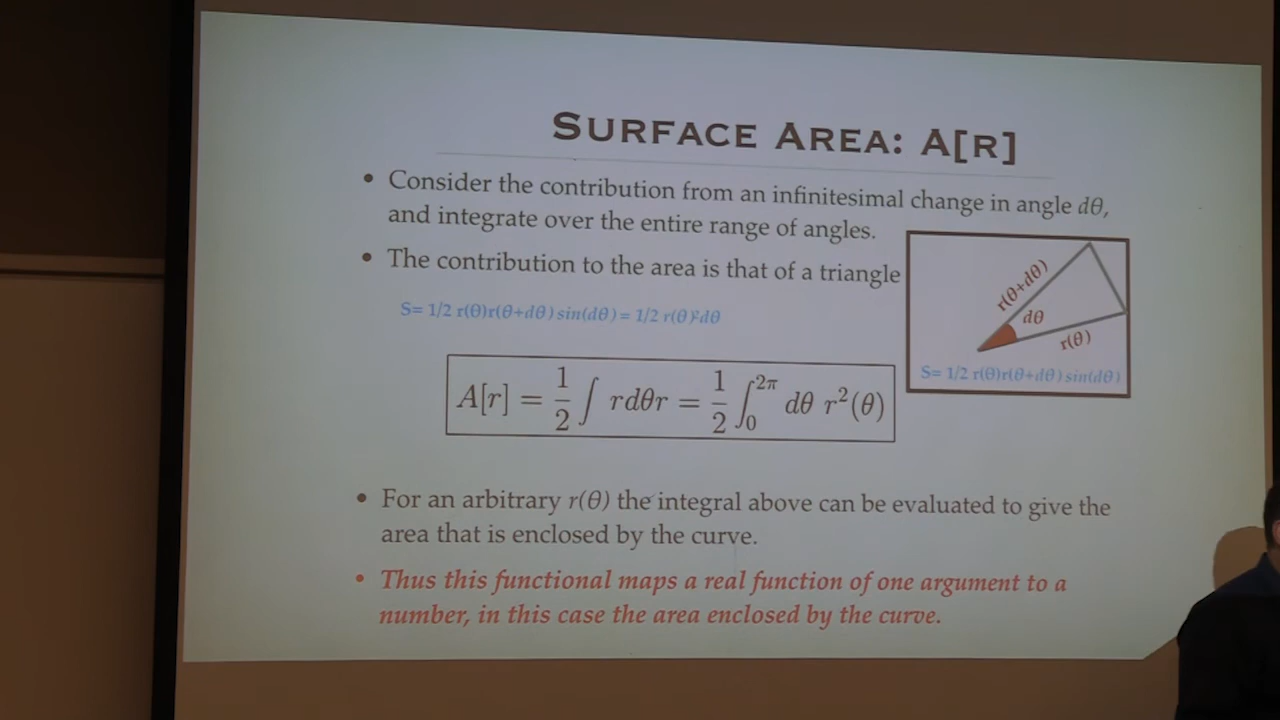 SURFACE AREA: A[R]
• Consider the contribution from an infinitesimal change in angle dθ,
and integrate over the entire range of angles.
• The contribution to the area is that of a triangle
S= 1/2 r(θ)r(θ+dθ) sin(dθ) = 1/2 r(θ)²dθ
r(θ+dθ)
dθ
r(θ)
S= 1/2 r(θ)r(θ+dθ) sin(dθ)
A[r] = 1/2 ∫ rdθr = 1/2 ∫₀^{2π} dθ r²(θ)
• For an arbitrary r(θ) the integral above can be evaluated to give the
area that is enclosed by the curve.
• Thus this functional maps a real function of one argument to a
number, in this case the area enclosed by the curve.